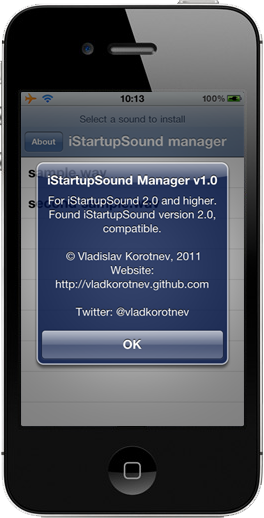 10:13
100%
Select a sound to install
About
iStartupSound manager
sample.wav
iStartupSound Manager v1.0
For iStartupSound 2.0 and higher.
Found iStartupSound version 2.0,
compatible.
© Vladislav Korotnev, 2011
Website:
http://vladkorotnev.github.com
Twitter: @vladkorotnev
OK